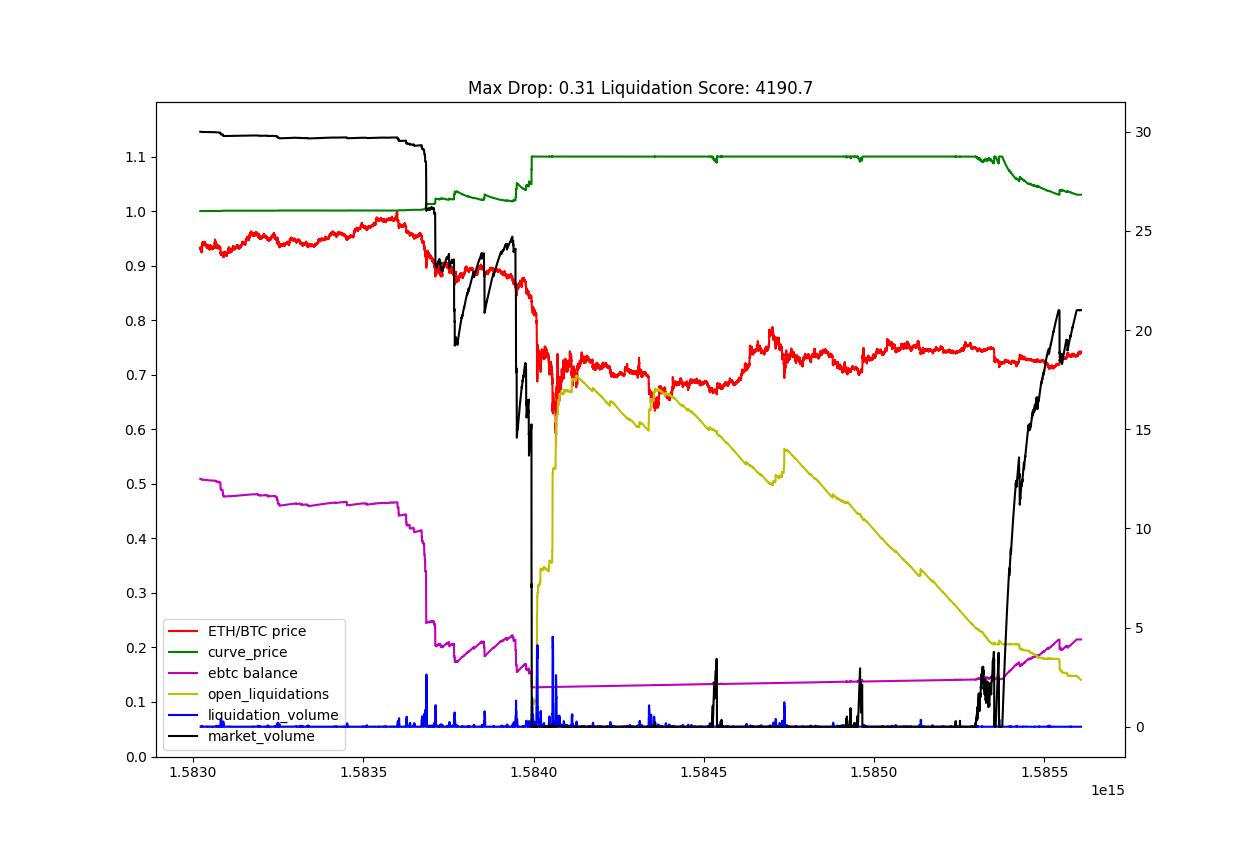 Max Drop: 0.31 Liquidation Score: 4190.7
1.1
1.0
0.9
0.8
0.7
0.6
0.5
0.4
0.3
0.2
0.1
0.0
30
25
20
15
10
5
0
ETH/BTC price
curve_price
ebtc balance
open_liquidations
liquidation_volume
market_volume
1.5830 1.5835 1.5840 1.5845 1.5850 1.5855
1e15